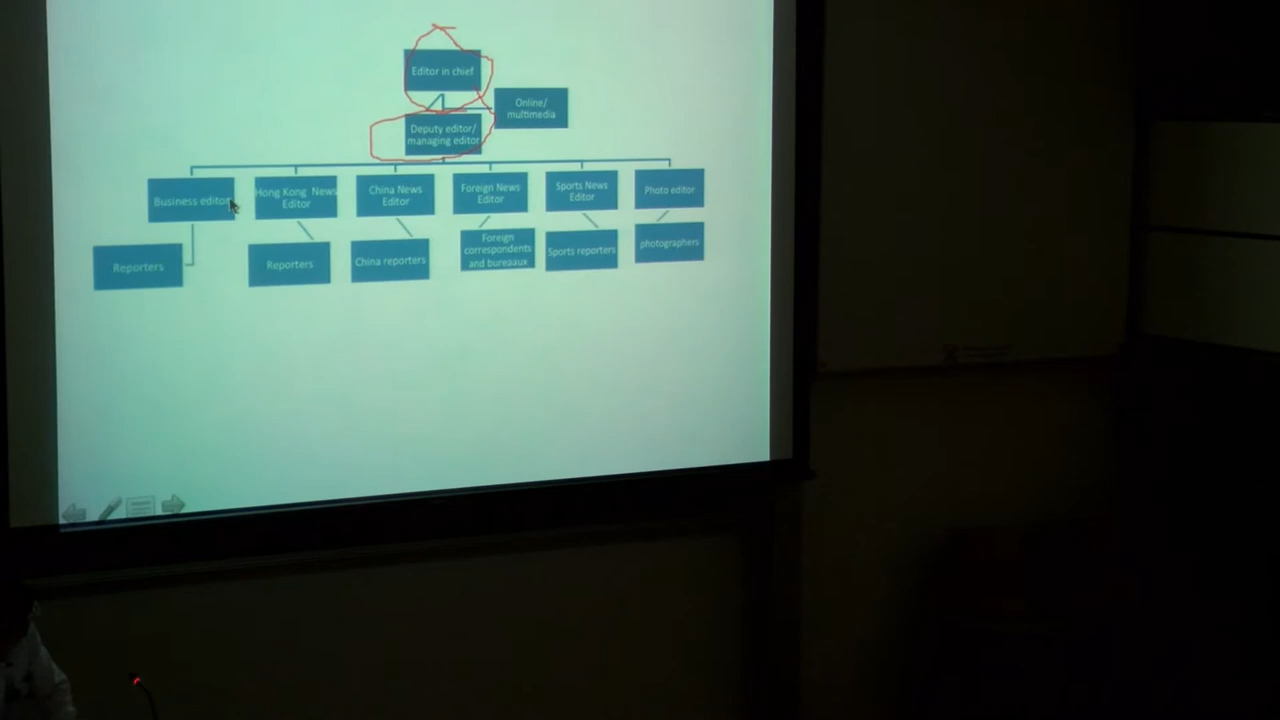 Editor in chief
Online/
multimedia
Deputy editor/
managing editor
Business editor
Hong Kong News
Editor
China News
Editor
Foreign News
Editor
Sports News
Editor
Photo editor
Reporters
Reporters
China reporters
Foreign
correspondents
and bureaux
Sports reporters
photographers